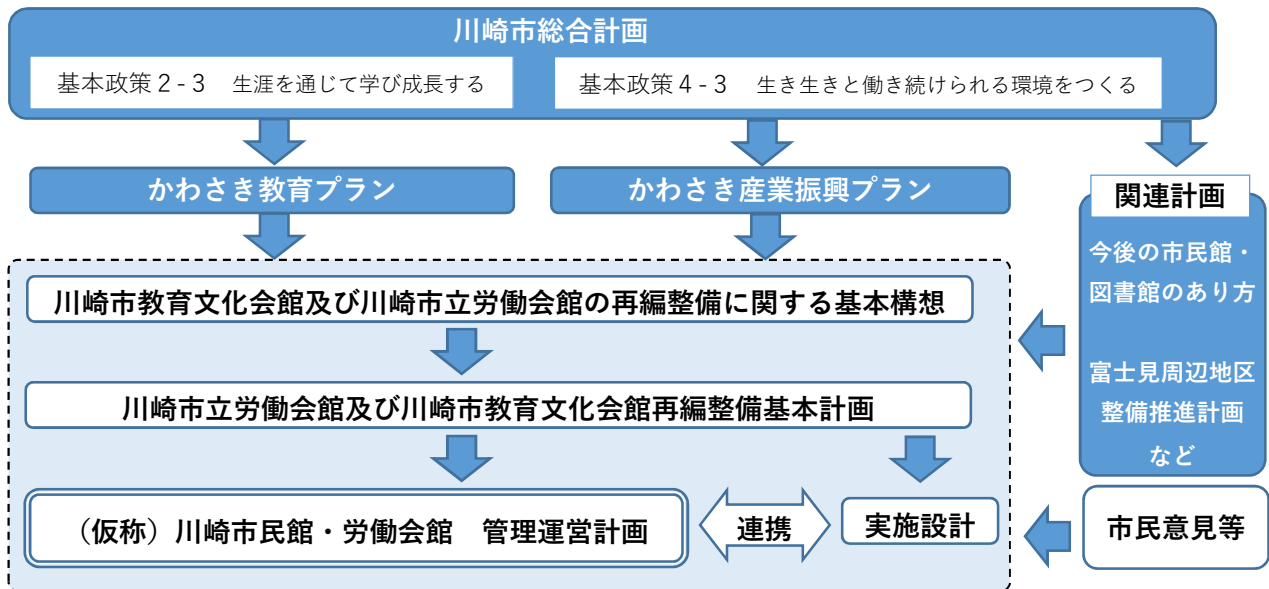 川崎市総合計画
基本政策2-3 生涯を通じて学び成長する
基本政策4-3 生き生きと働き続けられる環境をつくる
かわさき教育プラン
かわさき産業振興プラン
関連計画
今後の市民館・
図書館のあり方
富士見周辺地区
整備推進計画
など
川崎市教育文化会館及び川崎市立労働会館の再編整備に関する基本構想
川崎市立労働会館及び川崎市教育文化会館再編整備基本計画
（仮称）川崎市民館・労働会館 管理運営計画
連携
実施設計
市民意見等